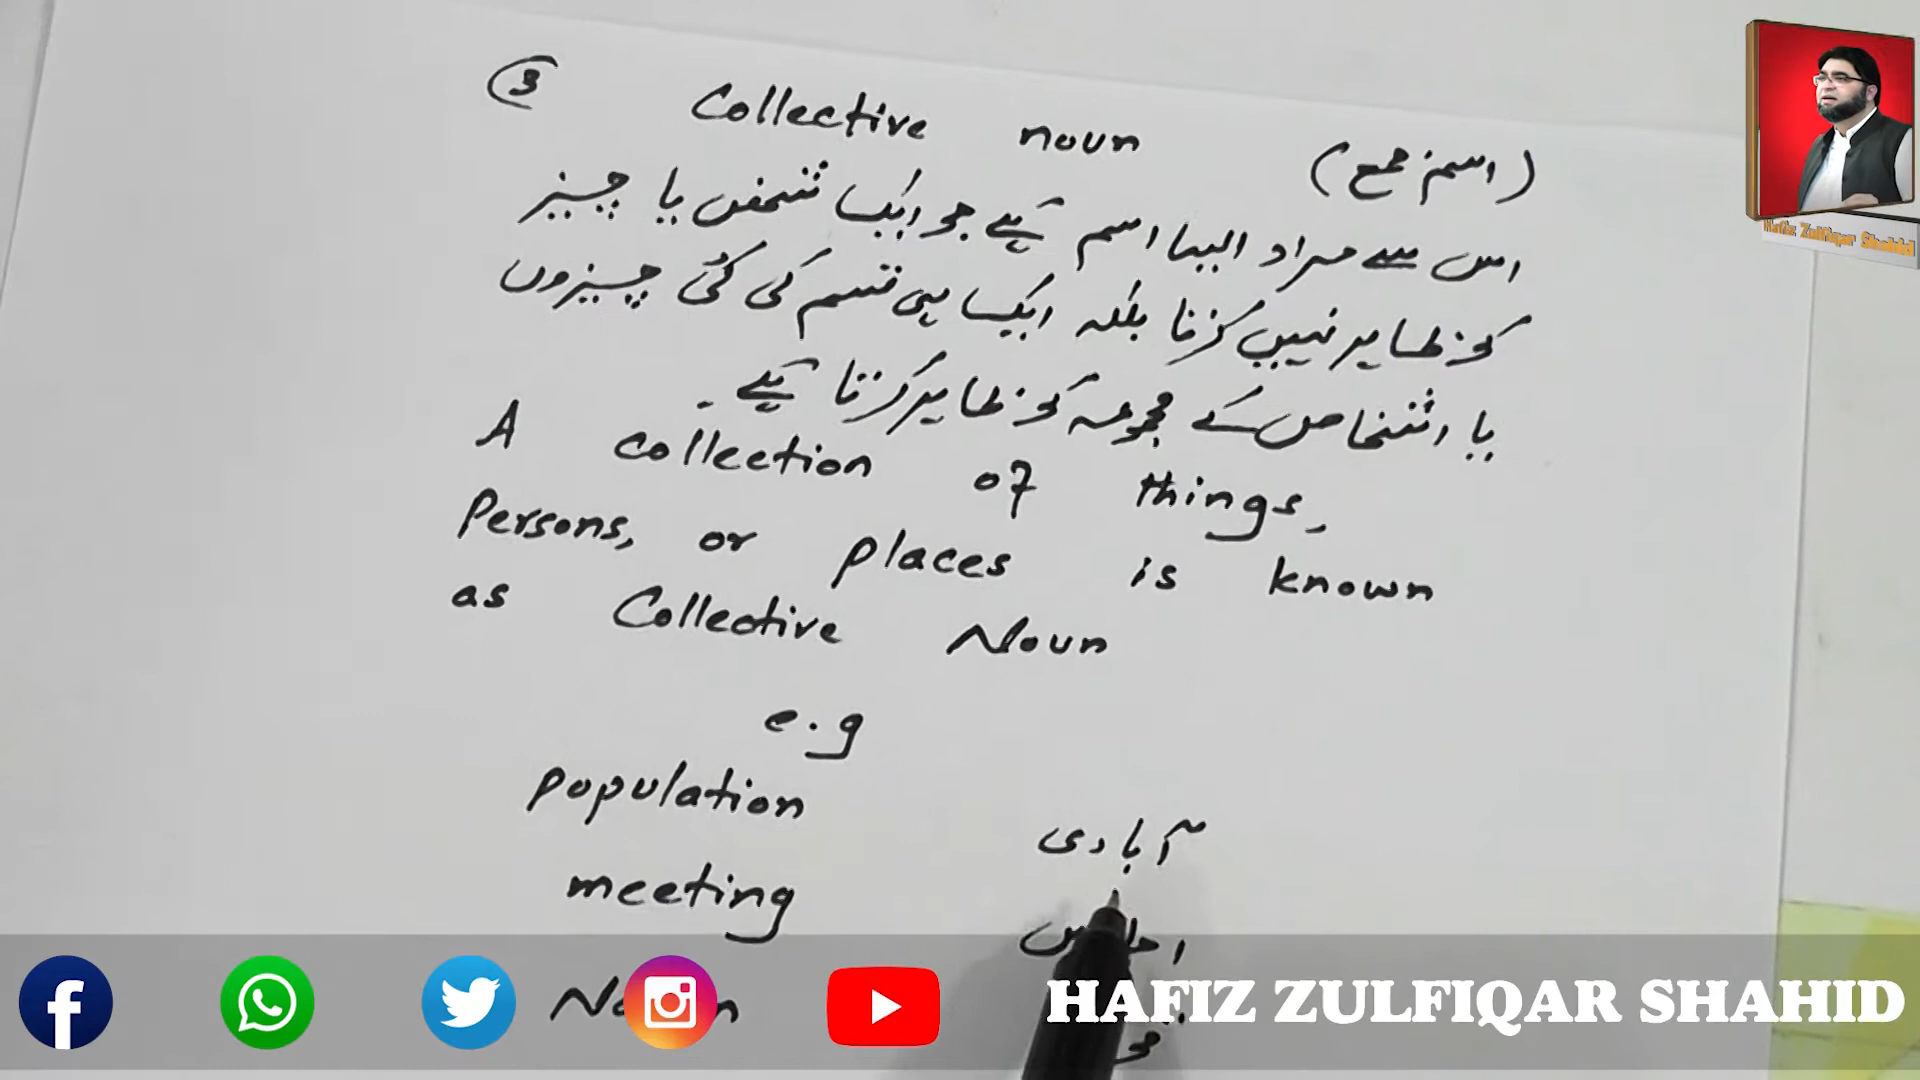 3 Collective noun (اسم جمع)
اس سے مراد ایسا اسم ہے جو ایک شخص یا چیز
کو ظاہر نہیں کرتا بلکہ ایک ہی قسم کی کئی چیزوں
یا اشخاص کے مجموعہ کو ظاہر کرتا ہے۔
A collection of things,
Persons, or places is known
as Collective Noun
e.g
population آبادی
meeting
HAFIZ ZULFIQAR SHAHID
Hafiz Zulfiqar Shahid